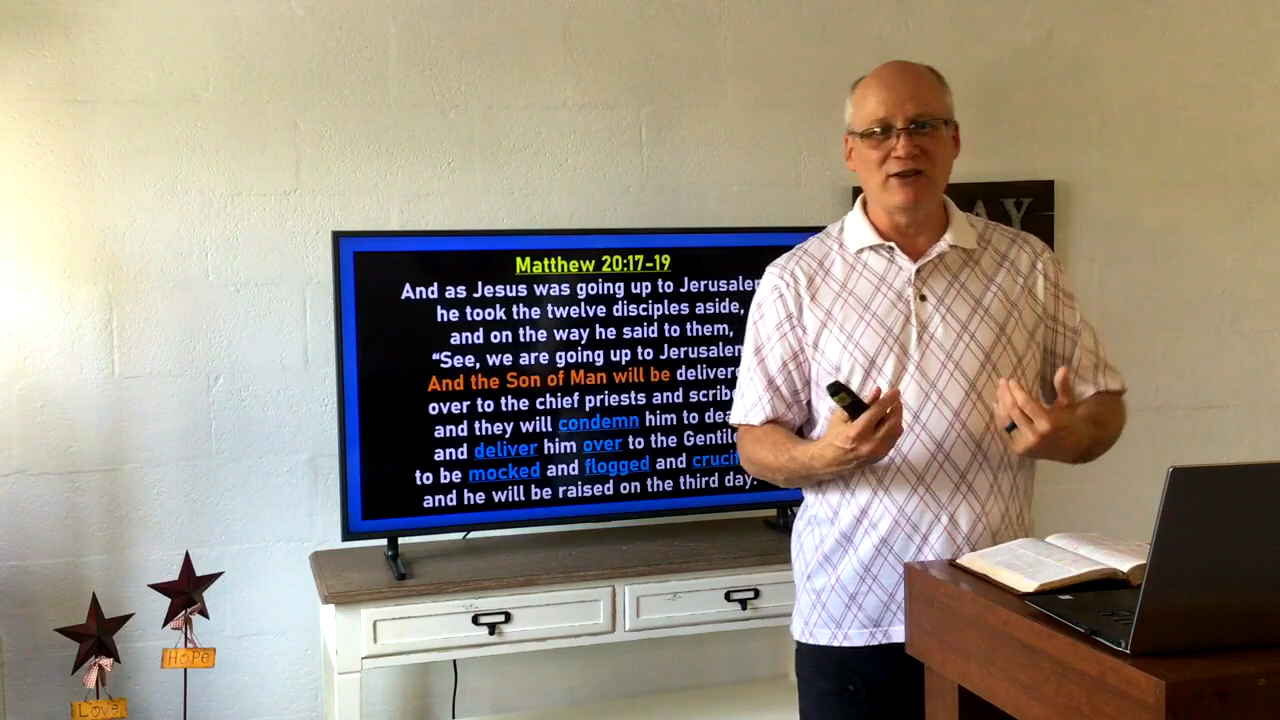 Matthew 20:17-19
And as Jesus was going up to
he took the twelve disciples aside,
and on the way he said to them,
“See, we are going up to
And the Son of Man will be
over to the chief priests and
and they will condemn him to
and deliver him over to the
to be mocked and flogged and
and he will be raised on the third day.
HOPE
Love